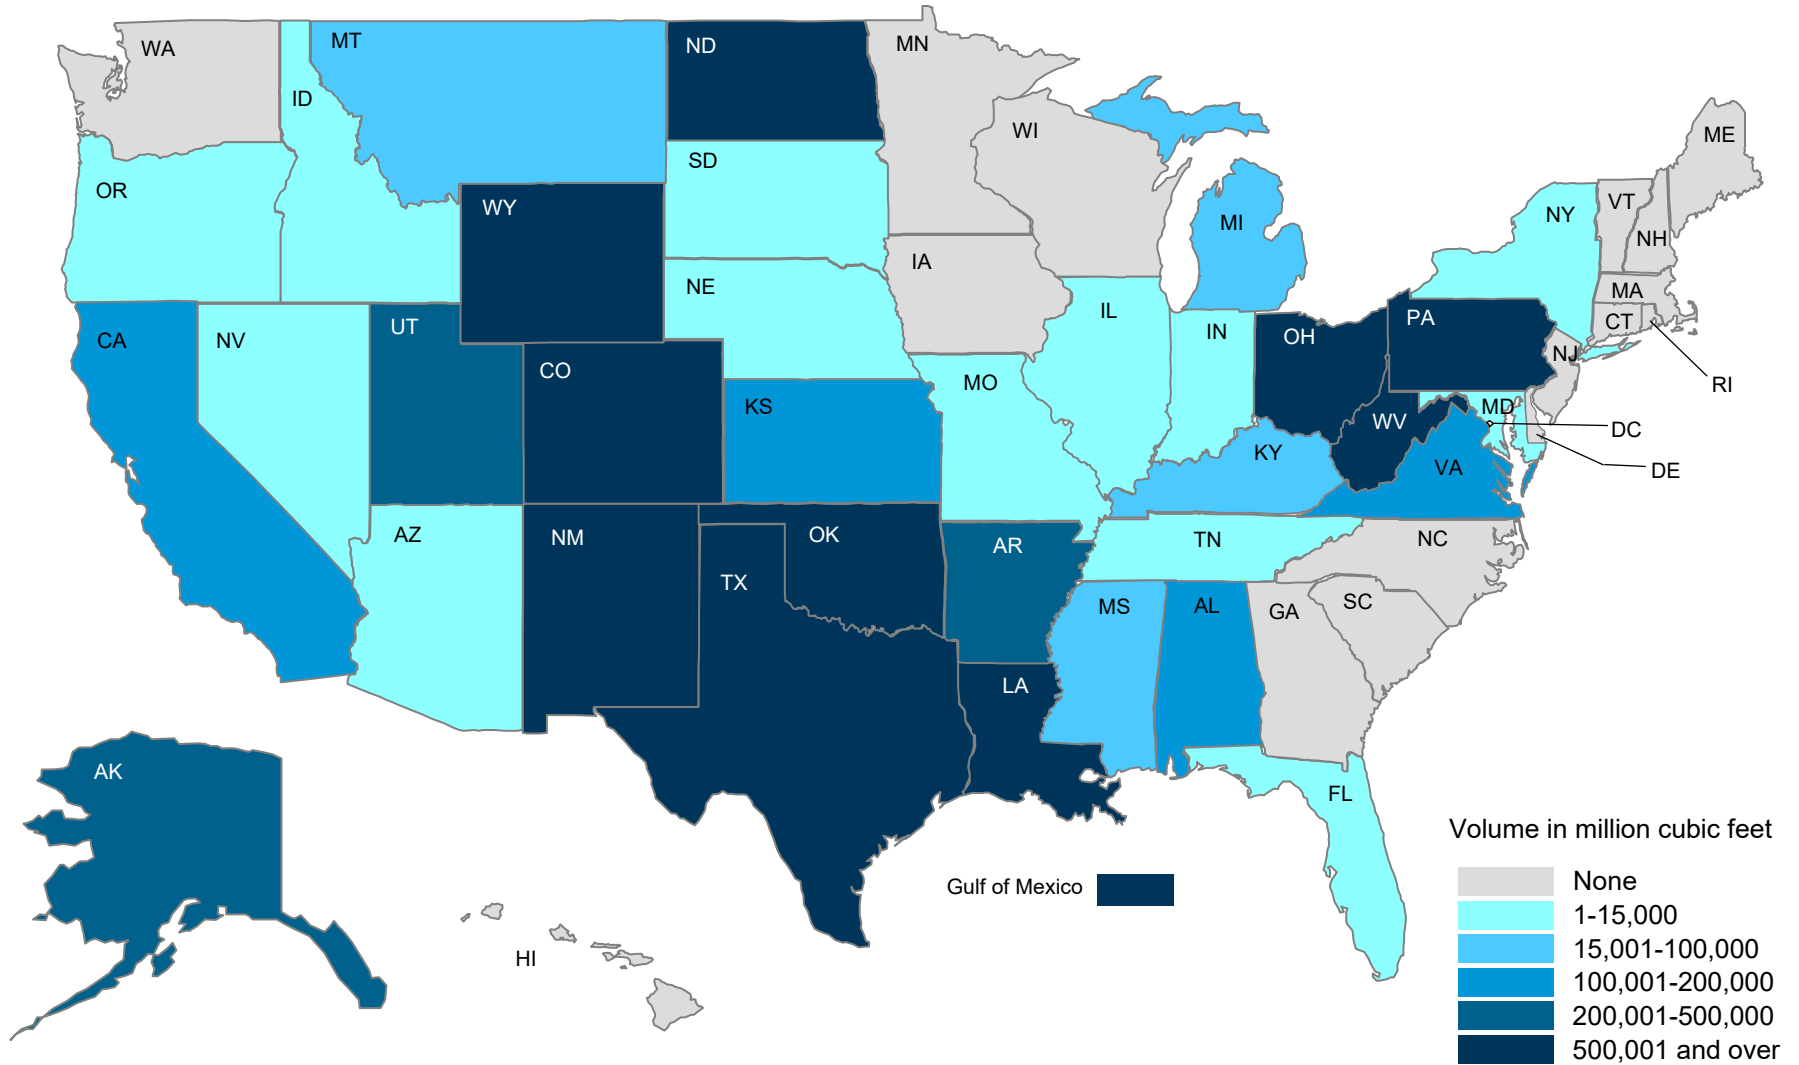 WA
MT
ND
MN
ID
WI
ME
SD
OR
VT
WY
NY
MI
NH
IA
NE
MA
IL
PA
CT
UT
IN
OH
CA
NV
NJ
CO
MO
RI
KS
MD
WV
DC
KY
VA
DE
AZ
NM
OK
AR
TN
NC
TX
MS
AL
GA
SC
LA
AK
FL
Gulf of Mexico
HI
Volume in million cubic feet
None
1-15,000
15,001-100,000
100,001-200,000
200,001-500,000
500,001 and over